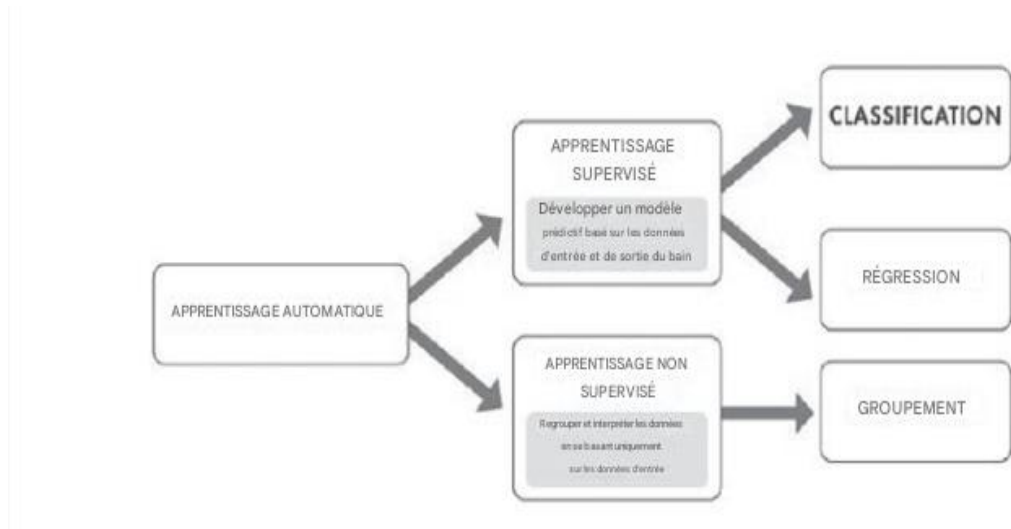 APPRENTISSAGE AUTOMATIQUE
APPRENTISSAGE
SUPERVISÉ
Développer un modèle
prédictif basé sur les données
d'entrée et de sortie du bain
APPRENTISSAGE NON
SUPERVISÉ
Regrouper et interpréter les données
en se basant uniquement
sur les données d'entrée
CLASSIFICATION
RÉGRESSION
GROUPEMENT